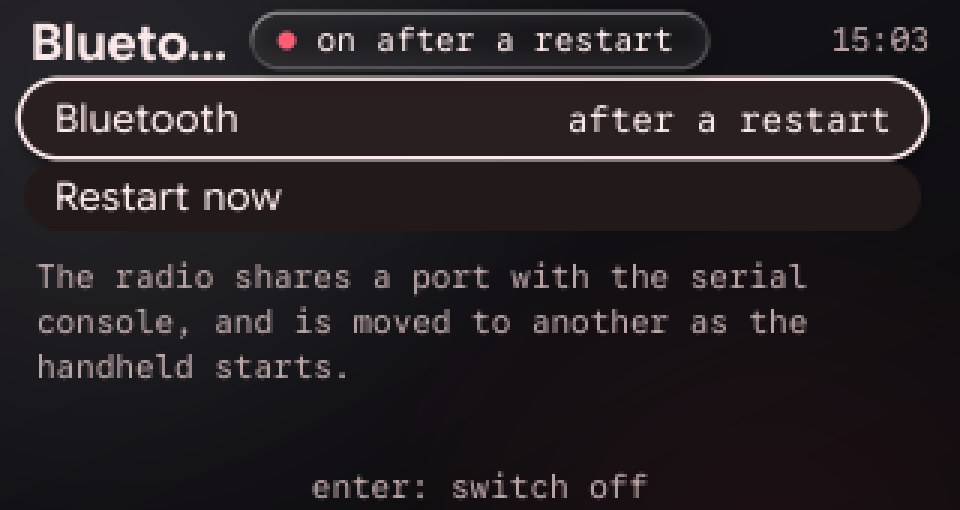 Blueto... on after a restart 15:03
Bluetooth after a restart
Restart now
The radio shares a port with the serial
console, and is moved to another as the
handheld starts.
enter: switch off